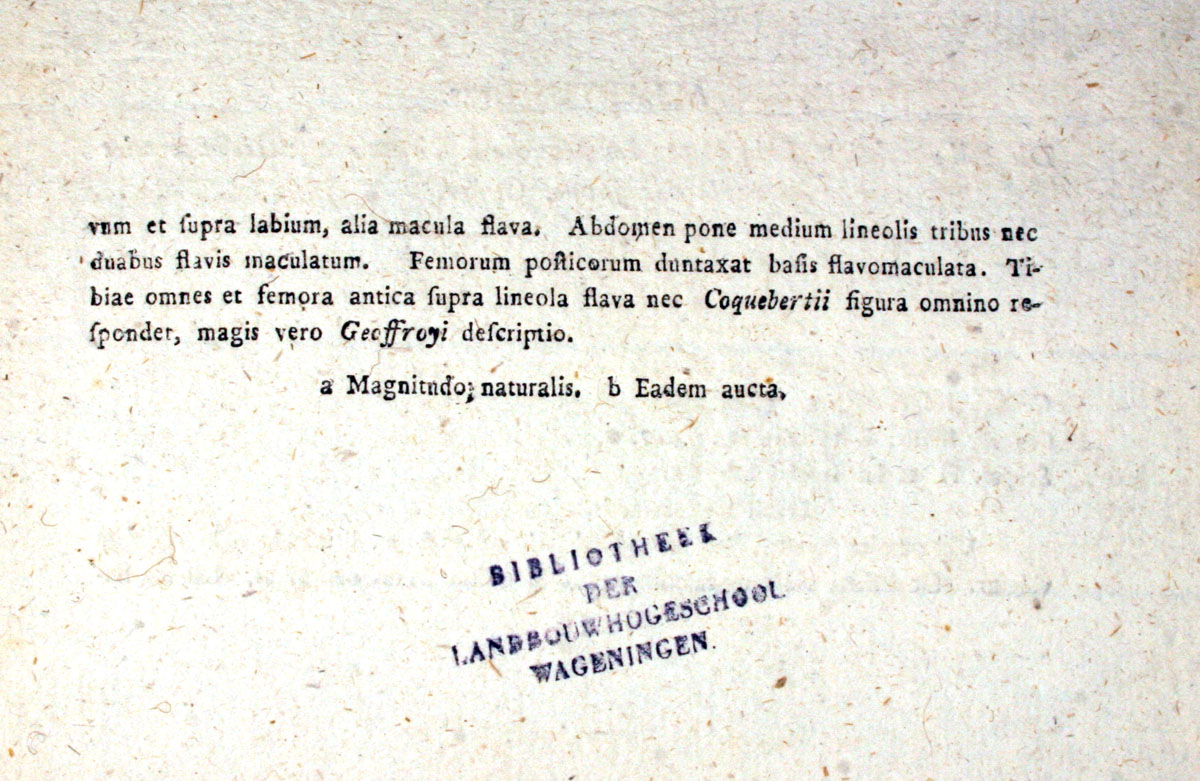 vum et ſupra labium, alia macula flava. Abdomen pone medium lineolis tribus nec
duabus flavis maculatum. Femorum poſticorum duntaxat baſis flavomaculata. Ti-
biae omnes et femora antica ſupra lineola flava nec Coquebertii figura omnino re-
ſpondet, magis vero Geoffroyi deſcriptio.
a Magnitudo; naturalis. b Eadem aucta.
BIBLIOTHEEK
DER
LANDBOUWHOGESCHOOL
WAGENINGEN.